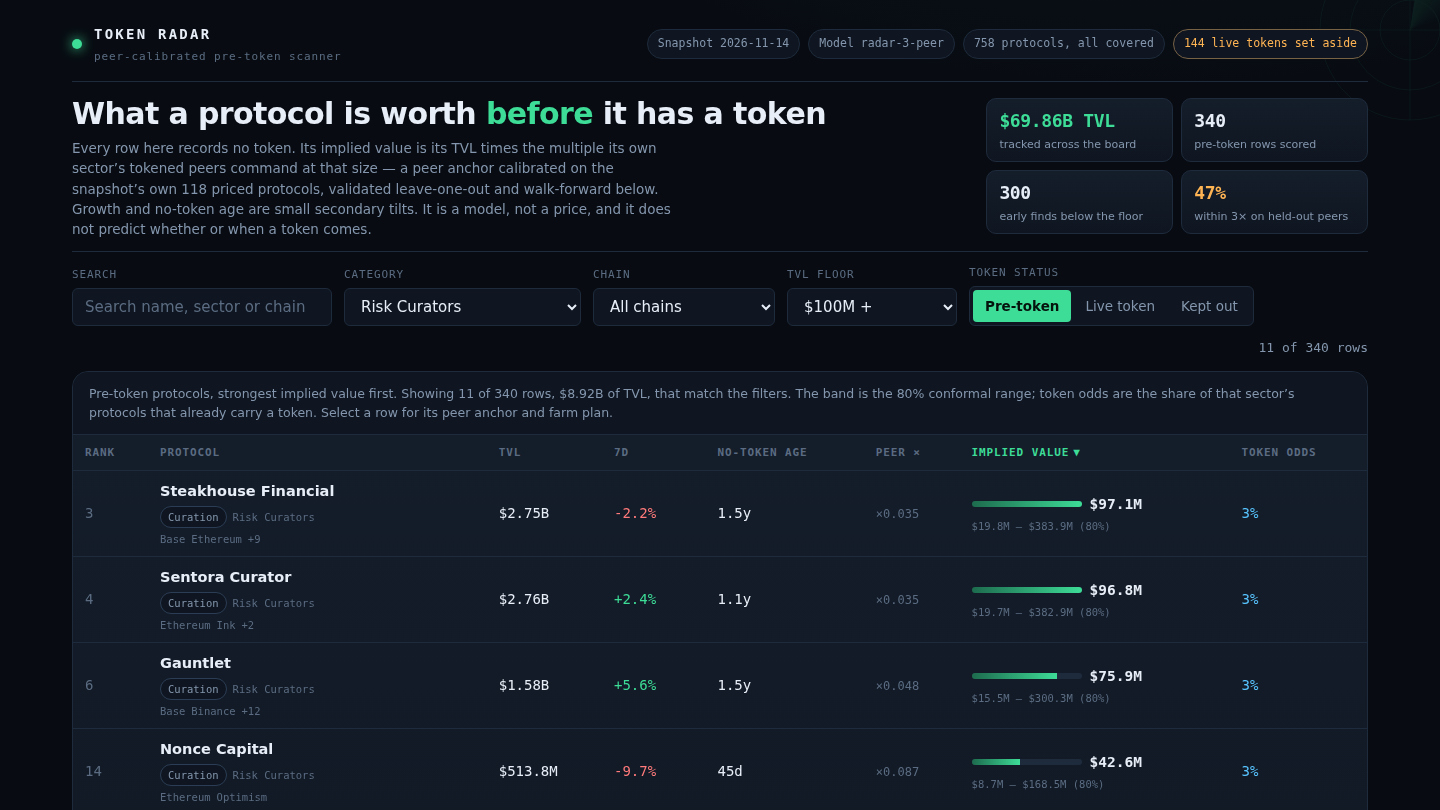 TOKEN RADAR
peer-calibrated pre-token scanner
Snapshot 2026-11-14
Model radar-3-peer
758 protocols, all covered
144 live tokens set aside
What a protocol is worth before it has a token
Every row here records no token. Its implied value is its TVL times the multiple its own
sector’s tokened peers command at that size — a peer anchor calibrated on the
snapshot’s own 118 priced protocols, validated leave-one-out and walk-forward below.
Growth and no-token age are small secondary tilts. It is a model, not a price, and it does
not predict whether or when a token comes.
$69.86B TVL
tracked across the board
340
pre-token rows scored
300
early finds below the floor
47%
within 3× on held-out peers
SEARCH
Search name, sector or chain
CATEGORY
Risk Curators
CHAIN
All chains
TVL FLOOR
$100M +
TOKEN STATUS
Pre-token
Live token
Kept out
11 of 340 rows
Pre-token protocols, strongest implied value first. Showing 11 of 340 rows, $8.92B of TVL, that match the filters. The band is the 80% conformal range; token odds are the share of that sector’s
protocols that already carry a token. Select a row for its peer anchor and farm plan.
RANK PROTOCOL TVL 7D NO-TOKEN AGE PEER × IMPLIED VALUE ▼ TOKEN ODDS
3 Steakhouse Financial $2.75B -2.2% 1.5y ×0.035 $97.1M 3%
Curation Risk Curators $19.8M — $383.9M (80%)
Base Ethereum +9
4 Sentora Curator $2.76B +2.4% 1.1y ×0.035 $96.8M 3%
Curation Risk Curators $19.7M — $382.9M (80%)
Ethereum Ink +2
6 Gauntlet $1.58B +5.6% 1.5y ×0.048 $75.9M 3%
Curation Risk Curators $15.5M — $300.3M (80%)
Base Binance +12
14 Nonce Capital $513.8M -9.7% 45d ×0.087 $42.6M 3%
Curation Risk Curators $8.7M — $168.5M (80%)
Ethereum Optimism